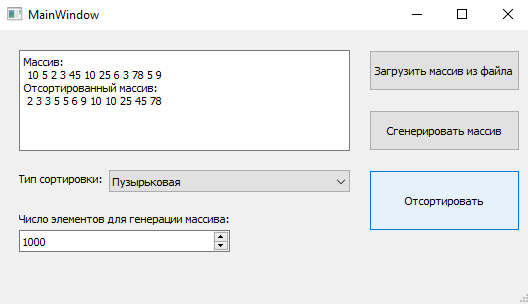 MainWindow
Массив:
10 5 2 3 45 10 25 6 3 78 5 9
Отсортированный массив:
2 3 3 5 5 6 9 10 10 25 45 78
Загрузить массив из файла
Сгенерировать массив
Тип сортировки:
Пузырьковая
Отсортировать
Число элементов для генерации массива:
1000